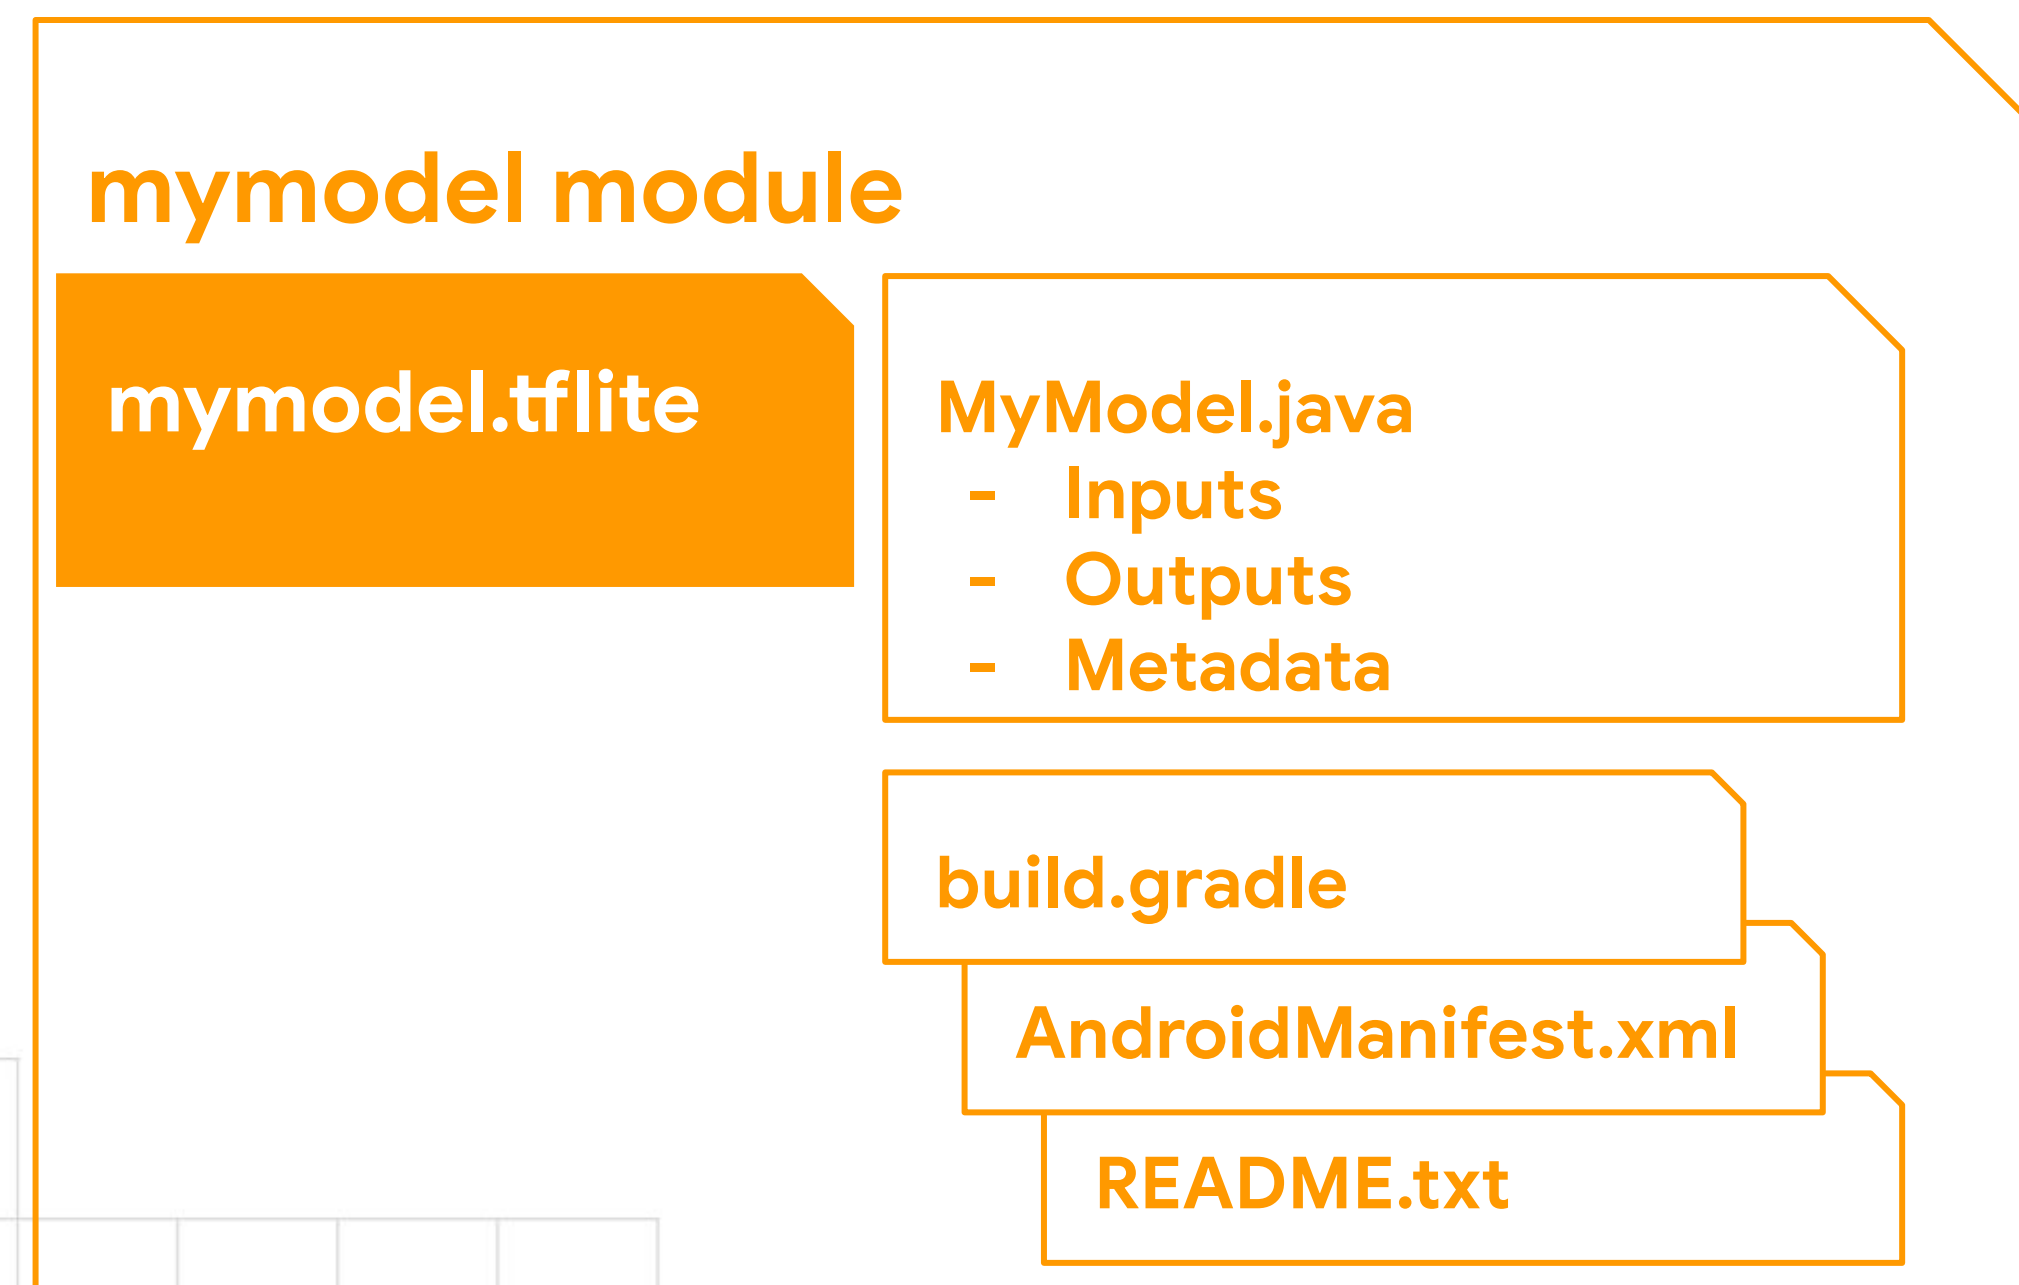 mymodel module
mymodel.tflite
MyModel.java
- Inputs
- Outputs
- Metadata
build.gradle
AndroidManifest.xml
README.txt